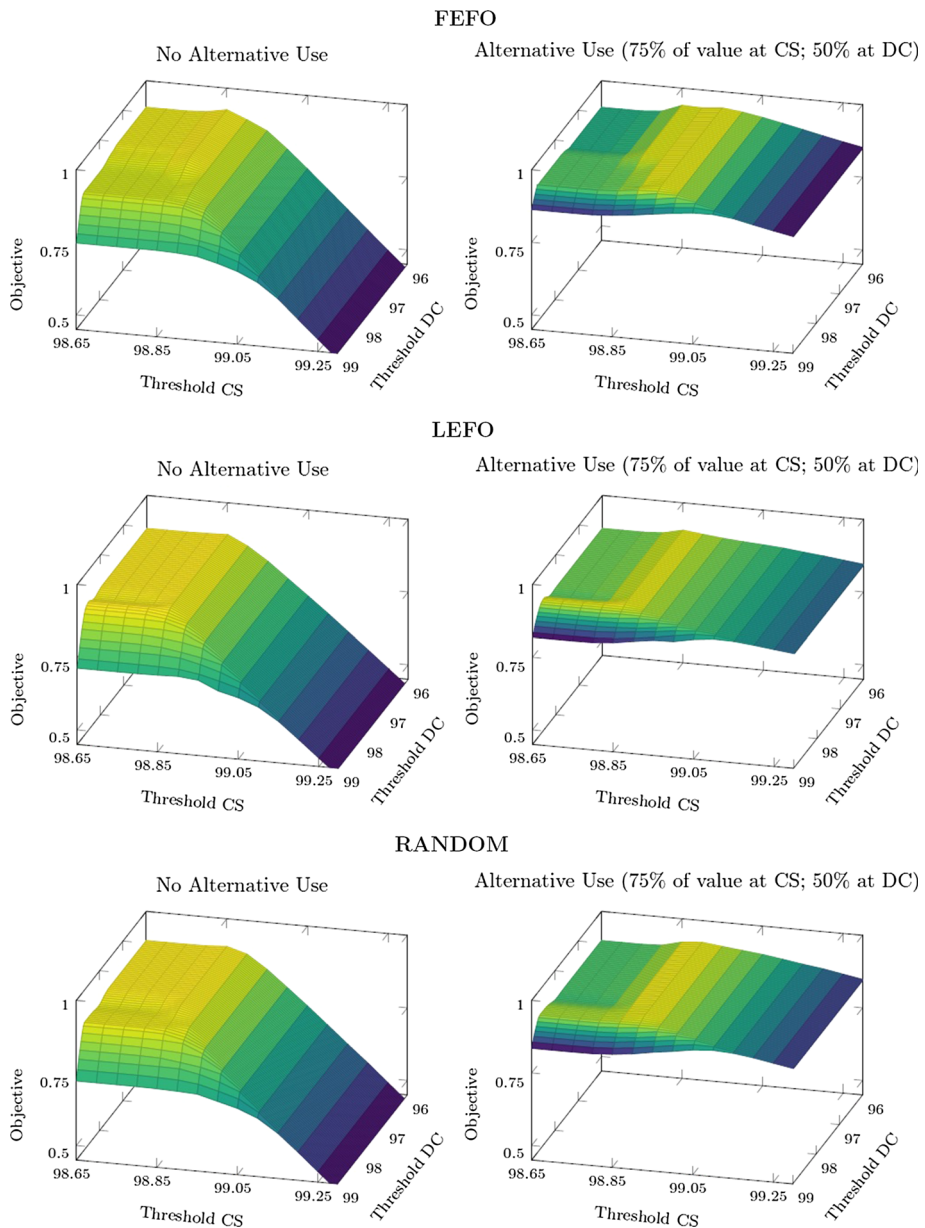 FEFO
No Alternative Use
Alternative Use (75% of value at CS; 50% at DC)
1
0.75
0.5
Objective
98.65
98.85
99.05
99.25
Threshold CS
99
98
97
96
Threshold DC
1
0.75
0.5
Objective
98.65
98.85
99.05
99.25
Threshold CS
99
98
97
96
Threshold DC
LEFO
No Alternative Use
Alternative Use (75% of value at CS; 50% at DC)
1
0.75
0.5
Objective
98.65
98.85
99.05
99.25
Threshold CS
99
98
97
96
Threshold DC
1
0.75
0.5
Objective
98.65
98.85
99.05
99.25
Threshold CS
99
98
97
96
Threshold DC
RANDOM
No Alternative Use
Alternative Use (75% of value at CS; 50% at DC)
1
0.75
0.5
Objective
98.65
98.85
99.05
99.25
Threshold CS
99
98
97
96
Threshold DC
1
0.75
0.5
Objective
98.65
98.85
99.05
99.25
Threshold CS
99
98
97
96
Threshold DC